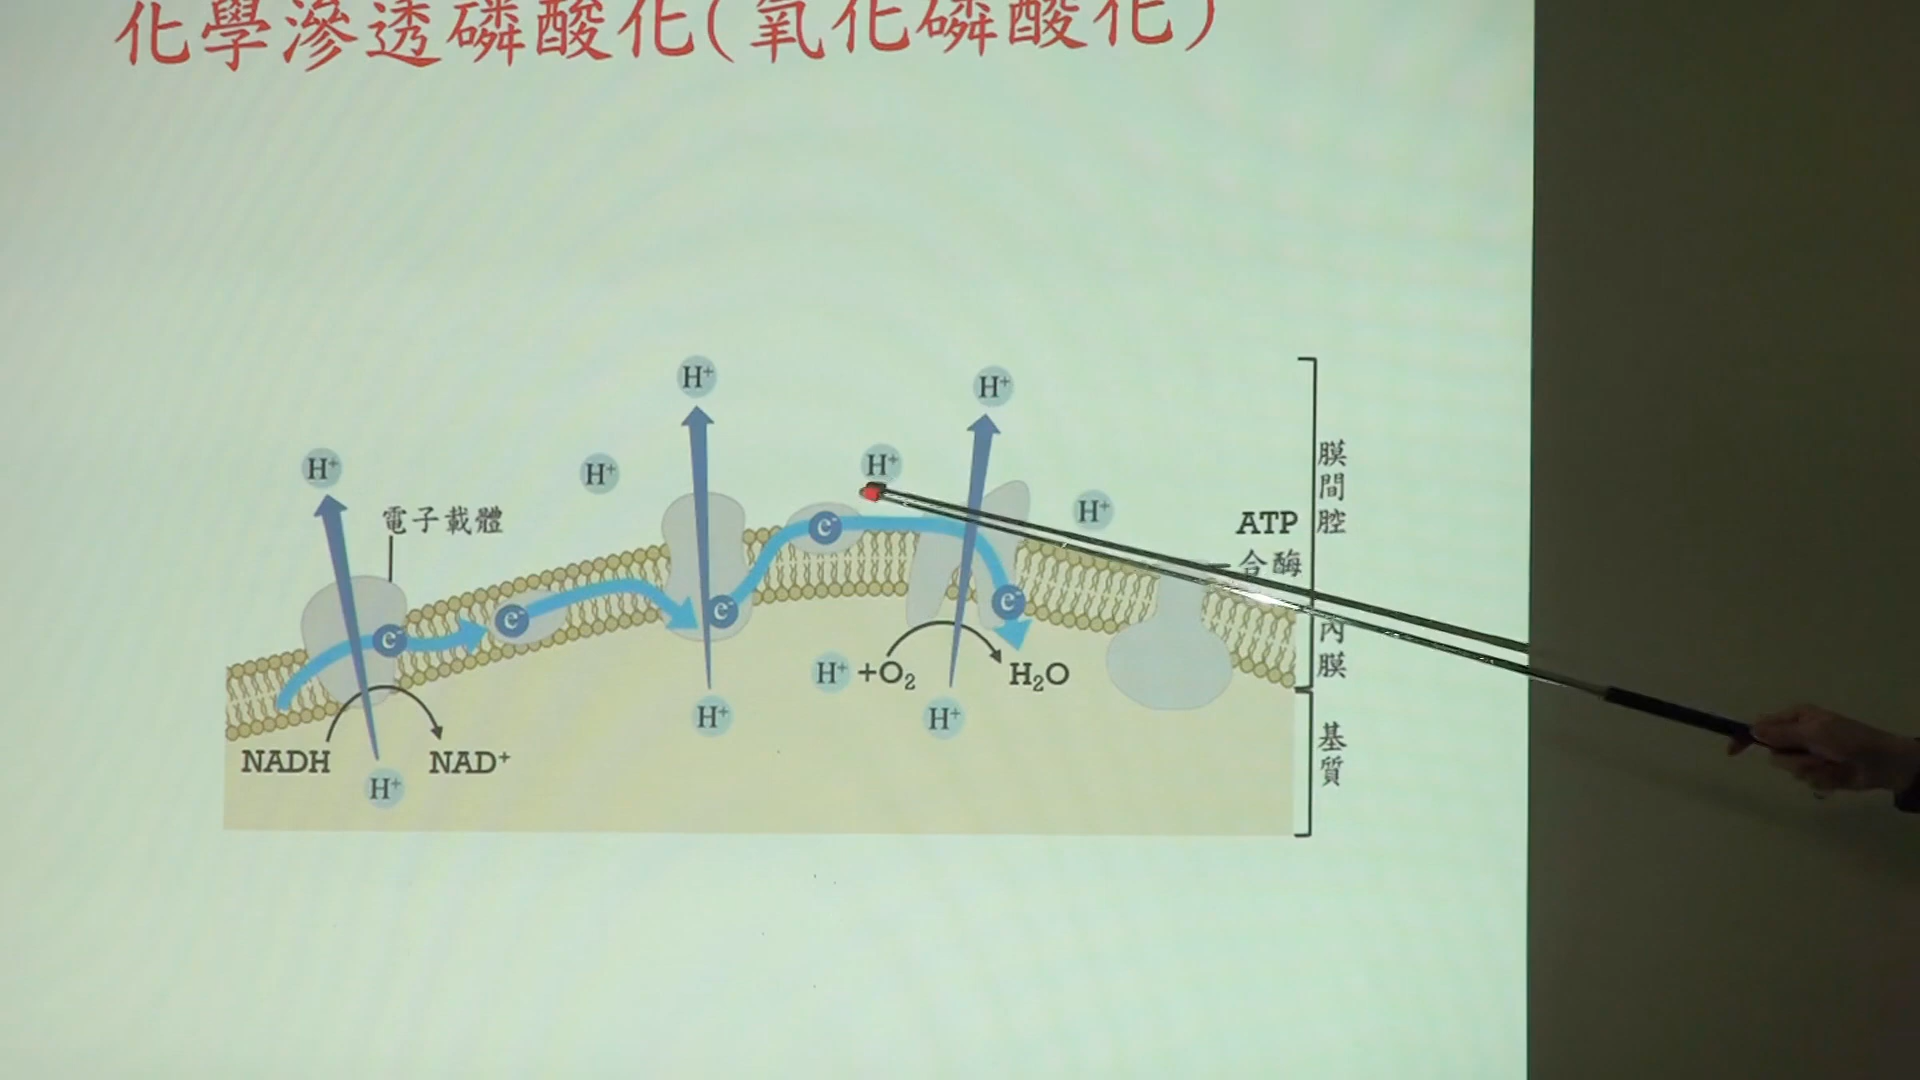 化學滲透磷酸化(氧化磷酸化)
H⁺
H⁺
H⁺
H⁺
H⁺
H⁺
電子載體
ATP
合酶
膜間腔
內膜
基質
e⁻
e⁻
e⁻
e⁻
e⁻
H⁺ +O₂
H₂O
H⁺
H⁺
NADH
NAD⁺
H⁺